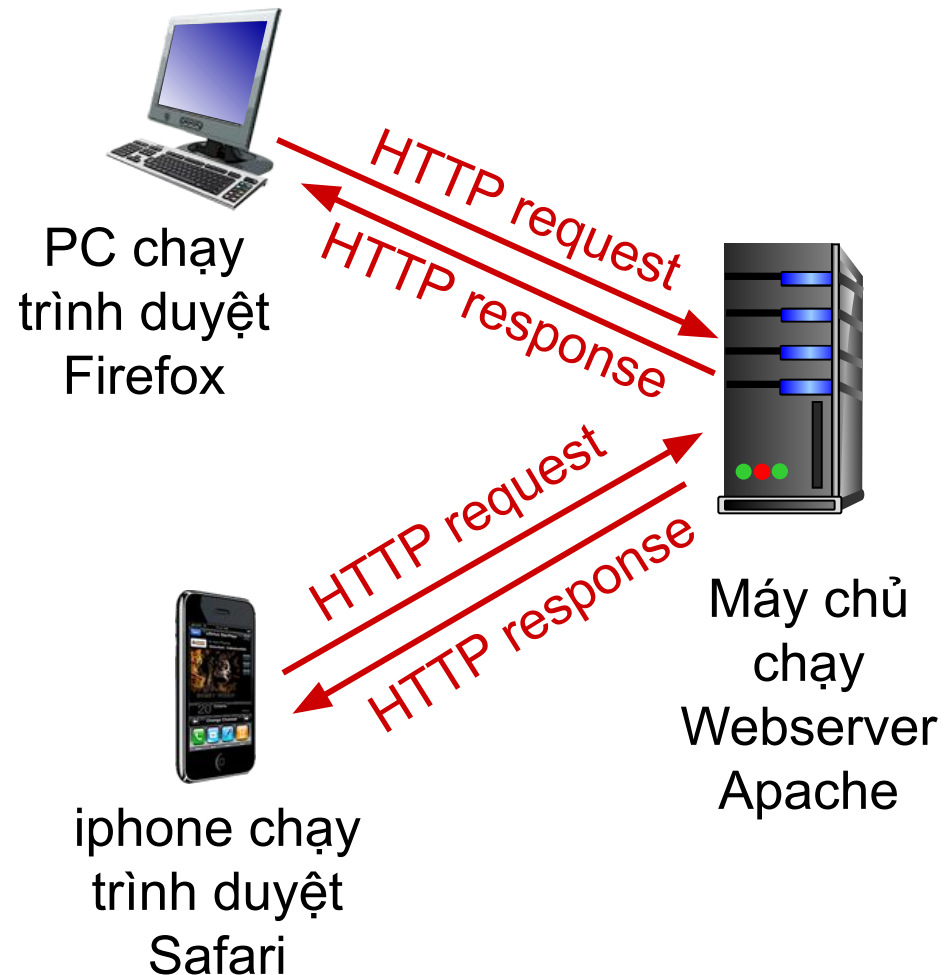 HTTP request
HTTP response
PC chạy
trình duyệt
Firefox
HTTP request
HTTP response
Máy chủ
chạy
Webserver
Apache
iphone chạy
trình duyệt
Safari